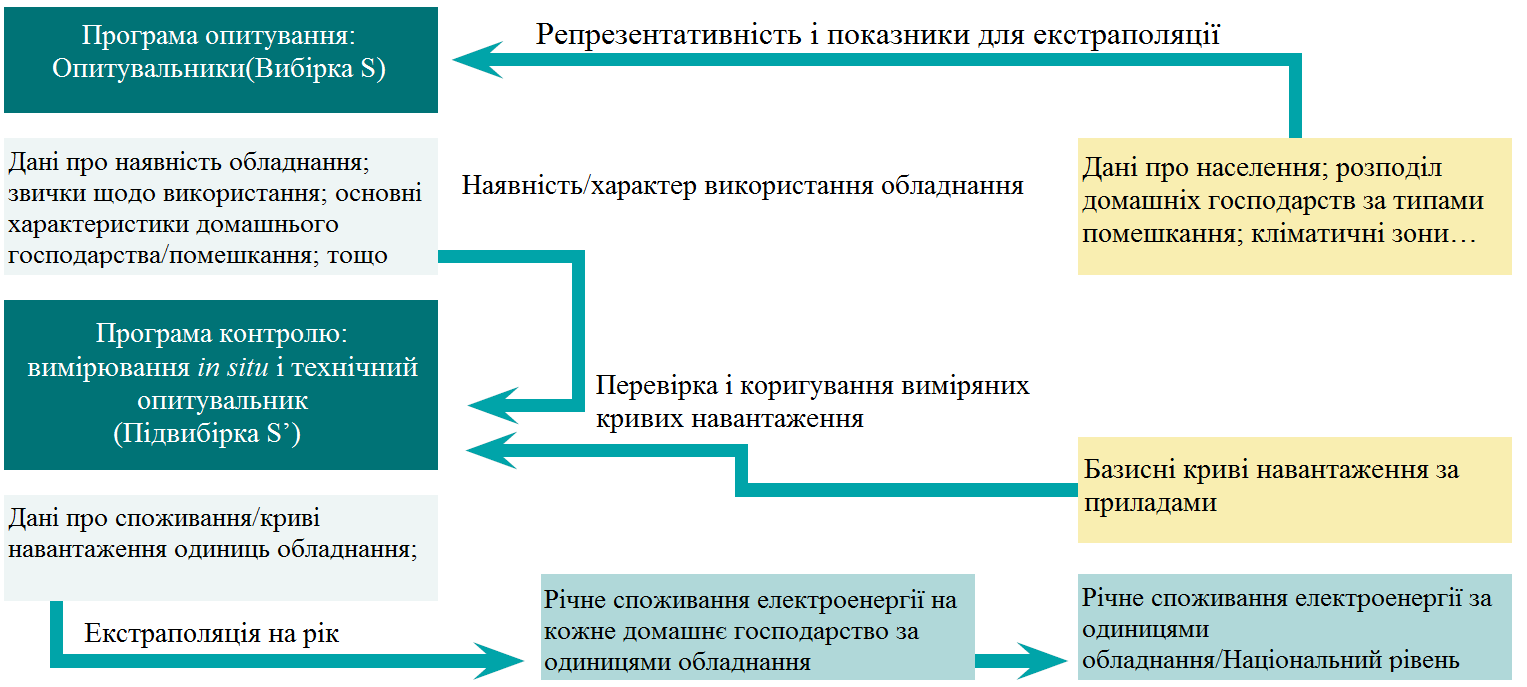 Програма опитування:
Опитувальники(Вибірка S)
Репрезентативність і показники для екстраполяції
Дані про наявність обладнання;
звички щодо використання; основні
характеристики домашнього
господарства/помешкання; тощо
Наявність/характер використання обладнання
Дані про населення; розподіл
домашніх господарств за типами
помешкання; кліматичні зони…
Програма контролю:
вимірювання in situ і технічний
опитувальник
(Підвибірка S’)
Перевірка і коригування виміряних
кривих навантаження
Базисні криві навантаження за
приладами
Дані про споживання/криві
навантаження одиниць обладнання;
Екстраполяція на рік
Річне споживання електроенергії на
кожне домашнє господарство за
одиницями обладнання
Річне споживання електроенергії за
одиницями
обладнання/Національний рівень